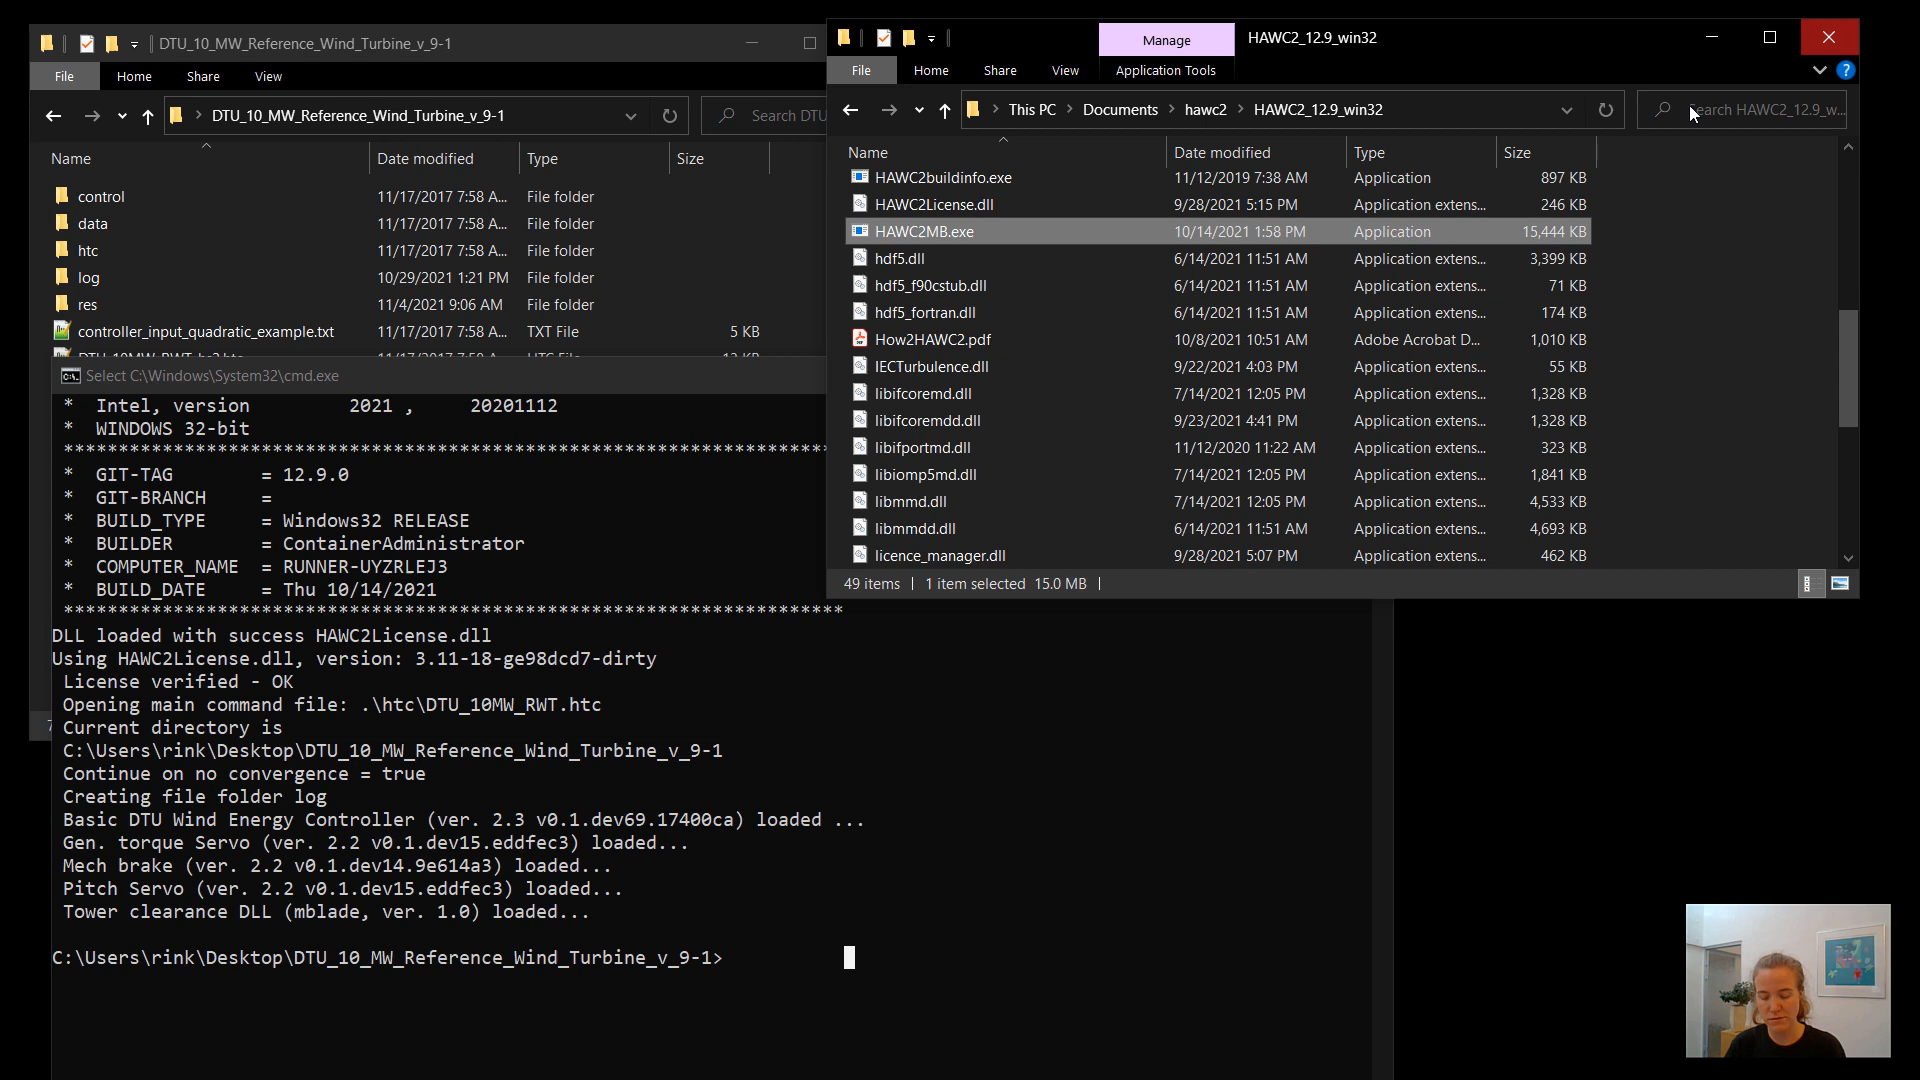 DTU_10_MW_Reference_Wind_Turbine_v_9-1
File Home Share View
DTU_10_MW_Reference_Wind_Turbine_v_9-1 Search DTU
Name Date modified Type Size
control 11/17/2017 7:58 A... File folder
data 11/17/2017 7:58 A... File folder
htc 11/17/2017 7:58 A... File folder
log 10/29/2021 1:21 PM File folder
res 11/4/2021 9:06 AM File folder
controller_input_quadratic_example.txt 11/17/2017 7:58 A... TXT File 5 KB
Manage HAWC2_12.9_win32
File Home Share View Application Tools
This PC Documents hawc2 HAWC2_12.9_win32 Search HAWC2_12.9_w...
Name Date modified Type Size
HAWC2buildinfo.exe 11/12/2019 7:38 AM Application 897 KB
HAWC2License.dll 9/28/2021 5:15 PM Application extens... 246 KB
HAWC2MB.exe 10/14/2021 1:58 PM Application 15,444 KB
hdf5.dll 6/14/2021 11:51 AM Application extens... 3,399 KB
hdf5_f90cstub.dll 6/14/2021 11:51 AM Application extens... 71 KB
hdf5_fortran.dll 6/14/2021 11:51 AM Application extens... 174 KB
How2HAWC2.pdf 10/8/2021 10:51 AM Adobe Acrobat D... 1,010 KB
IECTurbulence.dll 9/22/2021 4:03 PM Application extens... 55 KB
libifcoremd.dll 7/14/2021 12:05 PM Application extens... 1,328 KB
libifcoremdd.dll 9/23/2021 4:41 PM Application extens... 1,328 KB
libifportmd.dll 11/12/2020 11:22 AM Application extens... 323 KB
libiomp5md.dll 7/14/2021 12:05 PM Application extens... 1,841 KB
libmmd.dll 7/14/2021 12:05 PM Application extens... 4,533 KB
libmmdd.dll 6/14/2021 11:51 AM Application extens... 4,693 KB
licence_manager.dll 9/28/2021 5:07 PM Application extens... 462 KB
49 items 1 item selected 15.0 MB
Select C:\Windows\System32\cmd.exe
* Intel, version 2021 , 20201112
* WINDOWS 32-bit
***********************************************************************
* GIT-TAG = 12.9.0
* GIT-BRANCH =
* BUILD_TYPE = Windows32 RELEASE
* BUILDER = ContainerAdministrator
* COMPUTER_NAME = RUNNER-UYZRLEJ3
* BUILD_DATE = Thu 10/14/2021
***********************************************************************
DLL loaded with success HAWC2License.dll
Using HAWC2License.dll, version: 3.11-18-ge98dcd7-dirty
License verified - OK
Opening main command file: .\htc\DTU_10MW_RWT.htc
Current directory is
C:\Users\rink\Desktop\DTU_10_MW_Reference_Wind_Turbine_v_9-1
Continue on no convergence = true
Creating file folder log
Basic DTU Wind Energy Controller (ver. 2.3 v0.1.dev69.17400ca) loaded ...
Gen. torque Servo (ver. 2.2 v0.1.dev15.eddfec3) loaded...
Mech brake (ver. 2.2 v0.1.dev14.9e614a3) loaded...
Pitch Servo (ver. 2.2 v0.1.dev15.eddfec3) loaded...
Tower clearance DLL (mblade, ver. 1.0) loaded...
C:\Users\rink\Desktop\DTU_10_MW_Reference_Wind_Turbine_v_9-1>